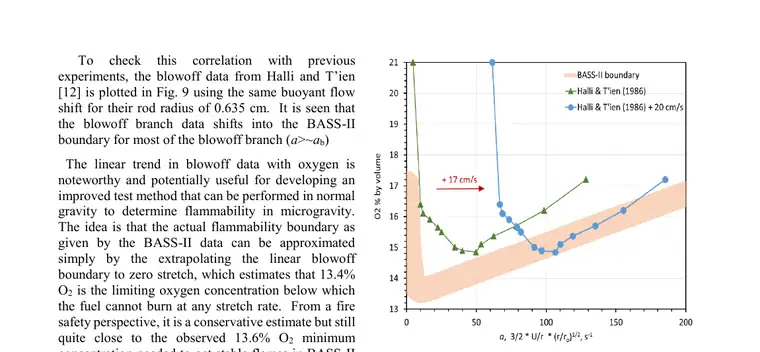 To check this correlation with previous
experiments, the blowoff data from Halli and T'ien
[12] is plotted in Fig. 9 using the same buoyant flow
shift for their rod radius of 0.635 cm. It is seen that
the blowoff branch data shifts into the BASS-II
boundary for most of the blowoff branch (a>~ab)
The linear trend in blowoff data with oxygen is
noteworthy and potentially useful for developing an
improved test method that can be performed in normal
gravity to determine flammability in microgravity.
The idea is that the actual flammability boundary as
given by the BASS-II data can be approximated
simply by the extrapolating the linear blowoff
boundary to zero stretch, which estimates that 13.4%
O2 is the limiting oxygen concentration below which
the fuel cannot burn at any stretch rate. From a fire
safety perspective, it is a conservative estimate but still
quite close to the observed 13.6% O2 minimum
21
20
19
18
17
16
15
14
13
O2 % by volume
BASS-II boundary
Halli & T'ien (1986)
Halli & T'ien (1986) + 20 cm/s
+ 17 cm/s
0
50
100
150
200
a, 3/2 * U/r * (r/ro)1/2, s-1